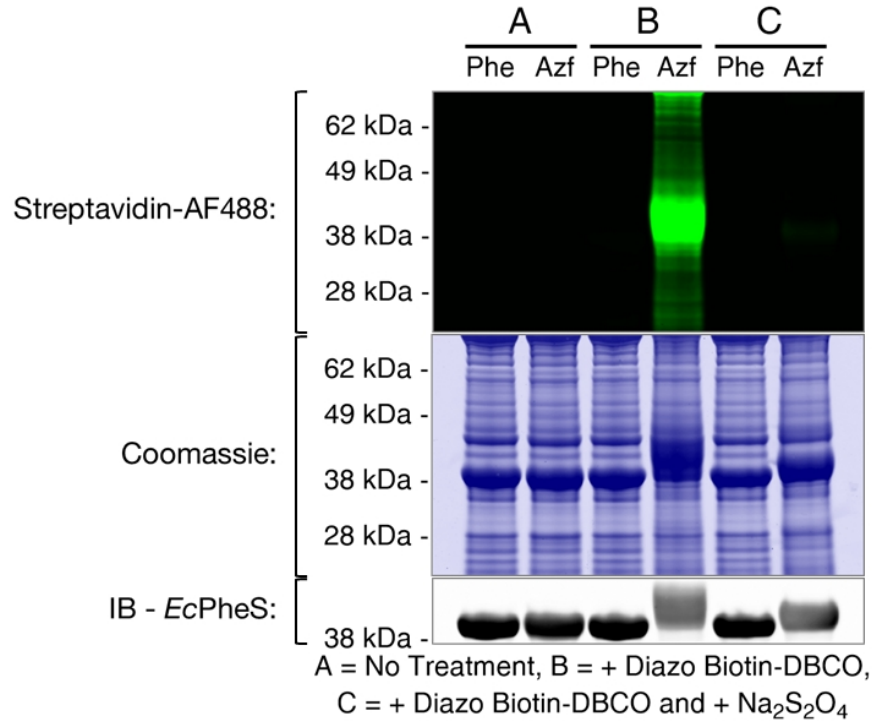 A B C
Phe Azf Phe Azf Phe Azf
Streptavidin-AF488:
62 kDa -
49 kDa -
38 kDa -
28 kDa -
Coomassie:
62 kDa -
49 kDa -
38 kDa -
28 kDa -
IB - EcPheS:
38 kDa -
A = No Treatment, B = + Diazo Biotin-DBCO,
C = + Diazo Biotin-DBCO and + Na₂S₂O₄